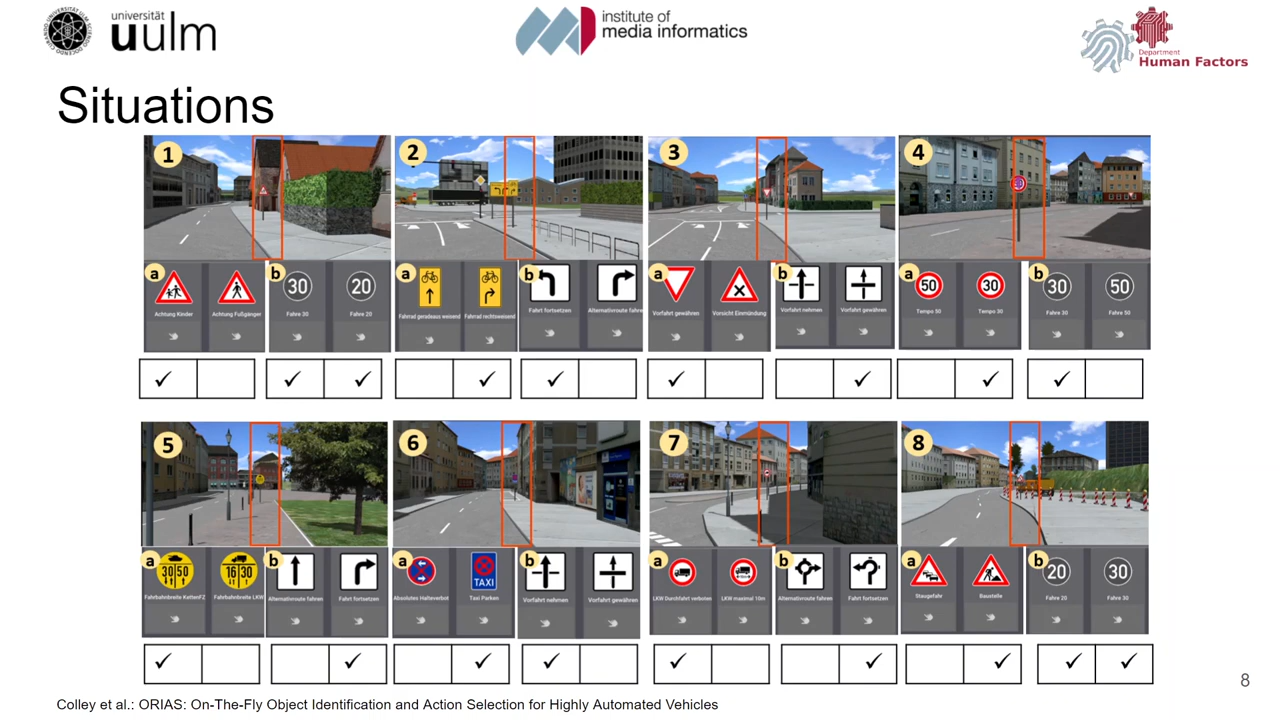 universität
uulm
institute of
media informatics
Department
Human Factors
Situations
1
2
3
4
a
b
30
20
Achtung Kinder
Achtung Fußgänger
Fahre 30
Fahre 20
a
b
Fahrrad geradeaus weisend
Fahrrad rechtsweisend
Fahrt fortsetzen
Alternativroute fahre
a
b
Vorfahrt gewähren
Vorsicht Einmündung
Vorfahrt nehmen
Vorfahrt gewähren
a
b
50
30
30
50
Tempo 50
Tempo 30
Fahre 30
Fahre 50
5
6
7
8
a
b
30 50
16 30
Fahrbahnbreite KettenFZ
Fahrbahnbreite LKW
Alternativroute fahren
Fahrt fortsetzen
a
b
TAXI
Absolutes Halteverbot
Taxi Parken
Vorfahrt nehmen
Vorfahrt gewähren
a
b
LKW Durchfahrt verboten
LKW maximal 10m
Alternativroute fahren
Fahrt fortsetzen
a
b
20
30
Staugefahr
Baustelle
Fahre 20
Fahre 30
8
Colley et al.: ORIAS: On-The-Fly Object Identification and Action Selection for Highly Automated Vehicles